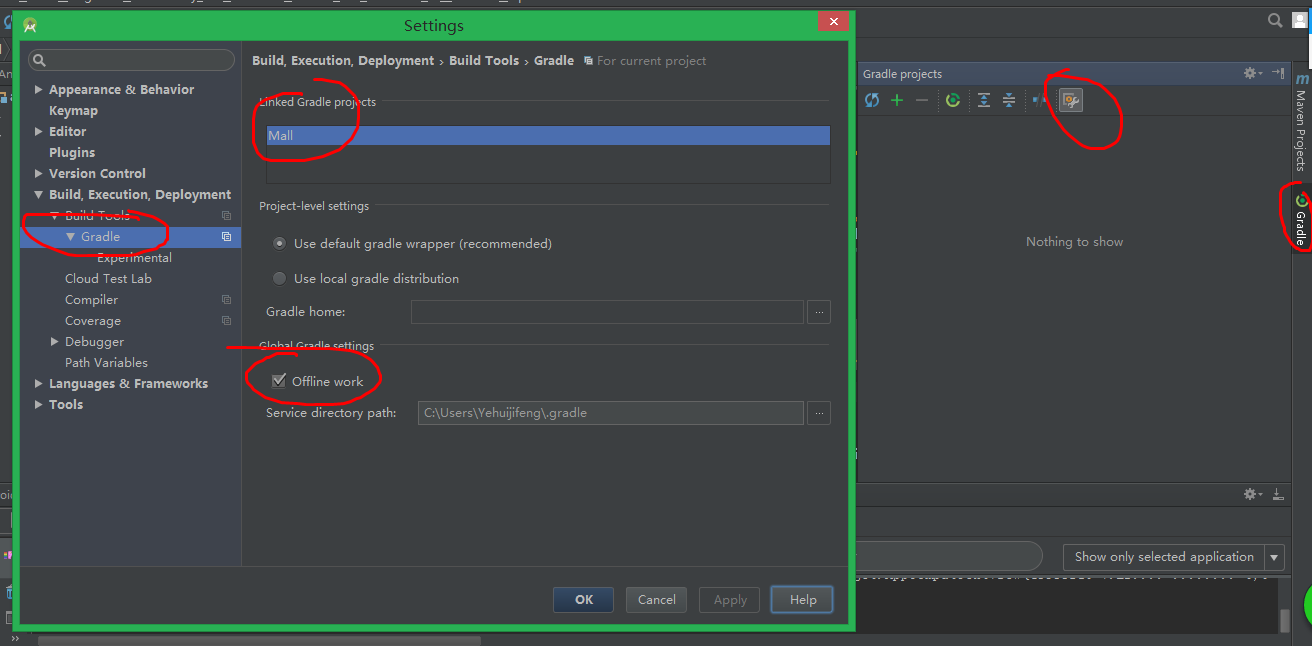 Settings
Build, Execution, Deployment › Build Tools › Gradle For current project
Appearance & Behavior
Keymap
Editor
Plugins
Version Control
Build, Execution, Deployment
Build Tools
Gradle
Experimental
Cloud Test Lab
Compiler
Coverage
Debugger
Path Variables
Languages & Frameworks
Tools
Linked Gradle projects
Mall
Project-level settings
Use default gradle wrapper (recommended)
Use local gradle distribution
Gradle home:
...
Global Gradle settings
Offline work
Service directory path: C:\Users\Yehuijifeng\.gradle
...
OK Cancel Apply Help
Gradle projects
Nothing to show
Maven Projects
Gradle
Show only selected application